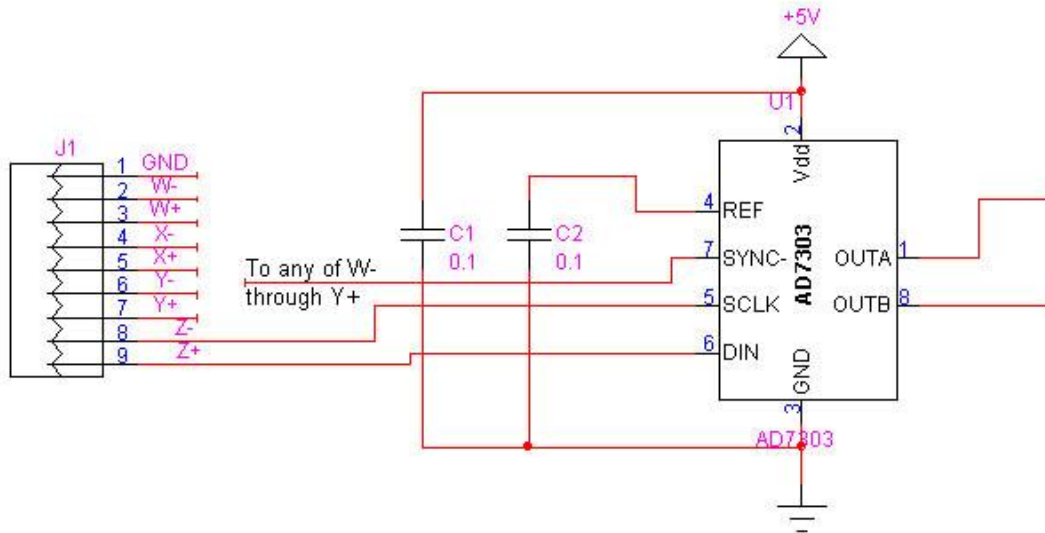 +5V
U1
2
Vdd
J1
1 GND
2 W-
3 W+
4 X-
5 X+
6 Y-
7 Y+
8 Z-
9 Z+
To any of W-
through Y+
C1
0.1
C2
0.1
4 REF
7 SYNC-
5 SCLK
6 DIN
AD7303
OUTA 1
OUTB 8
GND
3
AD7303